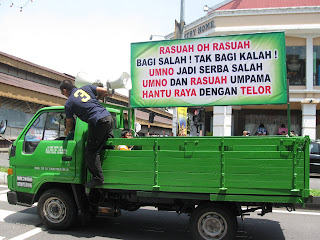 RASUAH OH RASUAH
BAGI SALAH ! TAK BAGI KALAH !
UMNO JADI SERBA SALAH
UMNO DAN RASUAH UMPAMA
HANTU RAYA DENGAN TELOR
3